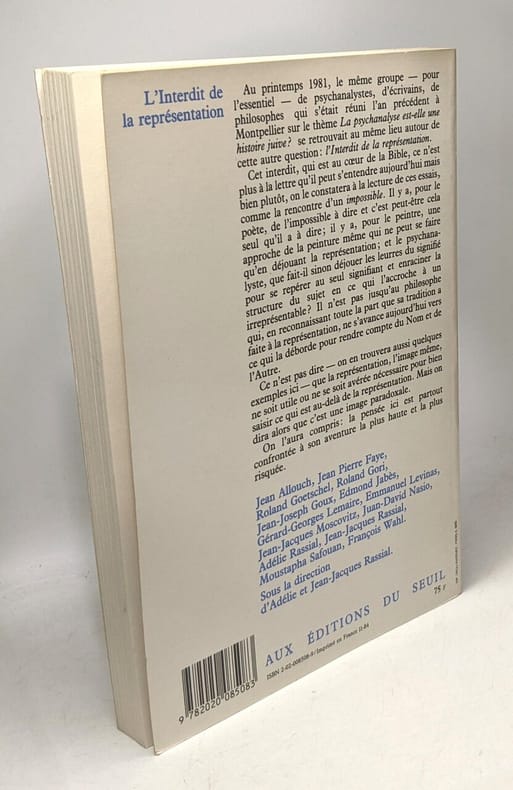 L'Interdit de
la représentation
Au printemps 1981, le même groupe — pour
l'essentiel — de psychanalystes, d'écrivains, de
philosophes qui s'était réuni l'an précédent à
Montpellier sur le thème La psychanalyse est-elle une
histoire juive ? se retrouvait au même lieu autour de
cette autre question : l'Interdit de la représentation.
Cet interdit, qui est au cœur de la Bible, ce n'est
plus à la lettre qu'il peut s'entendre aujourd'hui mais
bien plutôt, on le constatera à la lecture de ces essais,
comme la rencontre d'un impossible. Il y a, pour le
poète, de l'impossible à dire et c'est peut-être cela
seul qu'il a à dire ; il y a, pour le peintre, une
approche de la peinture même qui ne peut se faire
qu'en déjouant la représentation ; et le psychana-
lyste, que fait-il sinon déjouer les leurres du signifié
pour se repérer au seul signifiant et enraciner la
structure du sujet en ce qui l'accroche à un
irreprésentable ? Il n'est pas jusqu'au philosophe
qui, en reconnaissant toute la part que sa tradition a
faite à la représentation, ne s'avance aujourd'hui vers
ce qui la déborde pour rendre compte du Nom et de
l'Autre.
Ce n'est pas dire — on en trouvera aussi quelques
exemples ici — que la représentation, l'image même,
ne soit utile ou ne se soit avérée nécessaire pour bien
saisir ce qui est au-delà de la représentation. Mais on
dira alors que c'est une image paradoxale.
On l'aura compris : la pensée ici est partout
confrontée à son aventure la plus haute et la plus
risquée.
Jean Allouch, Jean Pierre Faye,
Roland Goetschel, Roland Gori,
Jean-Joseph Goux, Edmond Jabès,
Gérard-Georges Lemaire, Emmanuel Levinas,
Jean-Jacques Moscovitz, Juan-David Nasio,
Adélie Rassial, Jean-Jacques Rassial,
Moustapha Safouan, François Wahl.
Sous la direction
d'Adélie et Jean-Jacques Rassial.
AUX ÉDITIONS DU SEUIL
ISBN 2-02-008508-9 / Imprimé en France 11-84
75 F
9 782020 085083